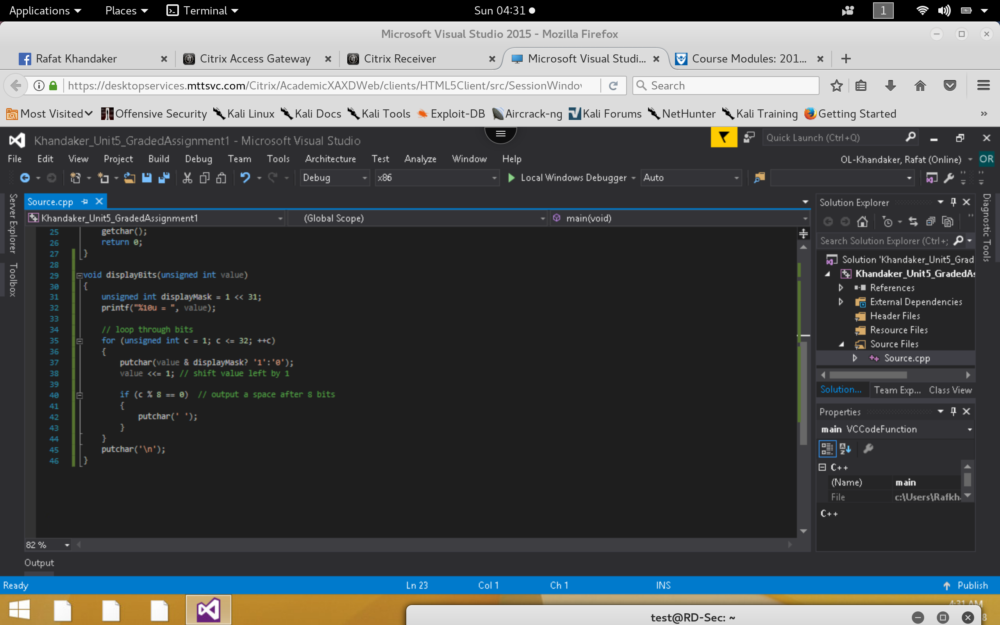 Applications Places Terminal Sun 04:31 1
Microsoft Visual Studio 2015 - Mozilla Firefox
Rafat Khandaker Citrix Access Gateway Citrix Receiver Microsoft Visual Studi... Course Modules: 201...
https://desktopservices.mttsvc.com/Citrix/AcademicXAXDWeb/clients/HTML5Client/src/SessionWindow Search
Most Visited Offensive Security Kali Linux Kali Docs Kali Tools Exploit-DB Aircrack-ng Kali Forums NetHunter Kali Training Getting Started »
Khandaker_Unit5_GradedAssignment1 - Microsoft Visual Studio Quick Launch (Ctrl+Q)
File Edit View Project Build Debug Team Tools Architecture Test Analyze Window Help OL-Khandaker, Rafat (Online) OR
Debug x86 Local Windows Debugger Auto
Server Explorer
Toolbox
Source.cpp
Khandaker_Unit5_GradedAssignment1 (Global Scope) main(void)
25 getchar();
26 return 0;
27 }
28
29 void displayBits(unsigned int value)
30 {
31 unsigned int displayMask = 1 << 31;
32 printf("%10u = ", value);
33
34 // loop through bits
35 for (unsigned int c = 1; c <= 32; ++c)
36 {
37 putchar(value & displayMask? '1':'0');
38 value <<= 1; // shift value left by 1
39
40 if (c % 8 == 0) // output a space after 8 bits
41 {
42 putchar(' ');
43 }
44 }
45 putchar('\n');
46 }
82 %
Output
Solution Explorer
Search Solution Explorer (Ctrl+;
Solution 'Khandaker_Unit5_Grad
Khandaker_Unit5_GradedAs
References
External Dependencies
Header Files
Resource Files
Source Files
Source.cpp
Solution... Team Exp... Class View
Properties
main VCCodeFunction
C++
(Name) main
File c:\Users\Rafkh
C++
Diagnostic Tools
Ready Ln 23 Col 1 Ch 1 INS Publish
4:31 AM
test@RD-Sec: ~